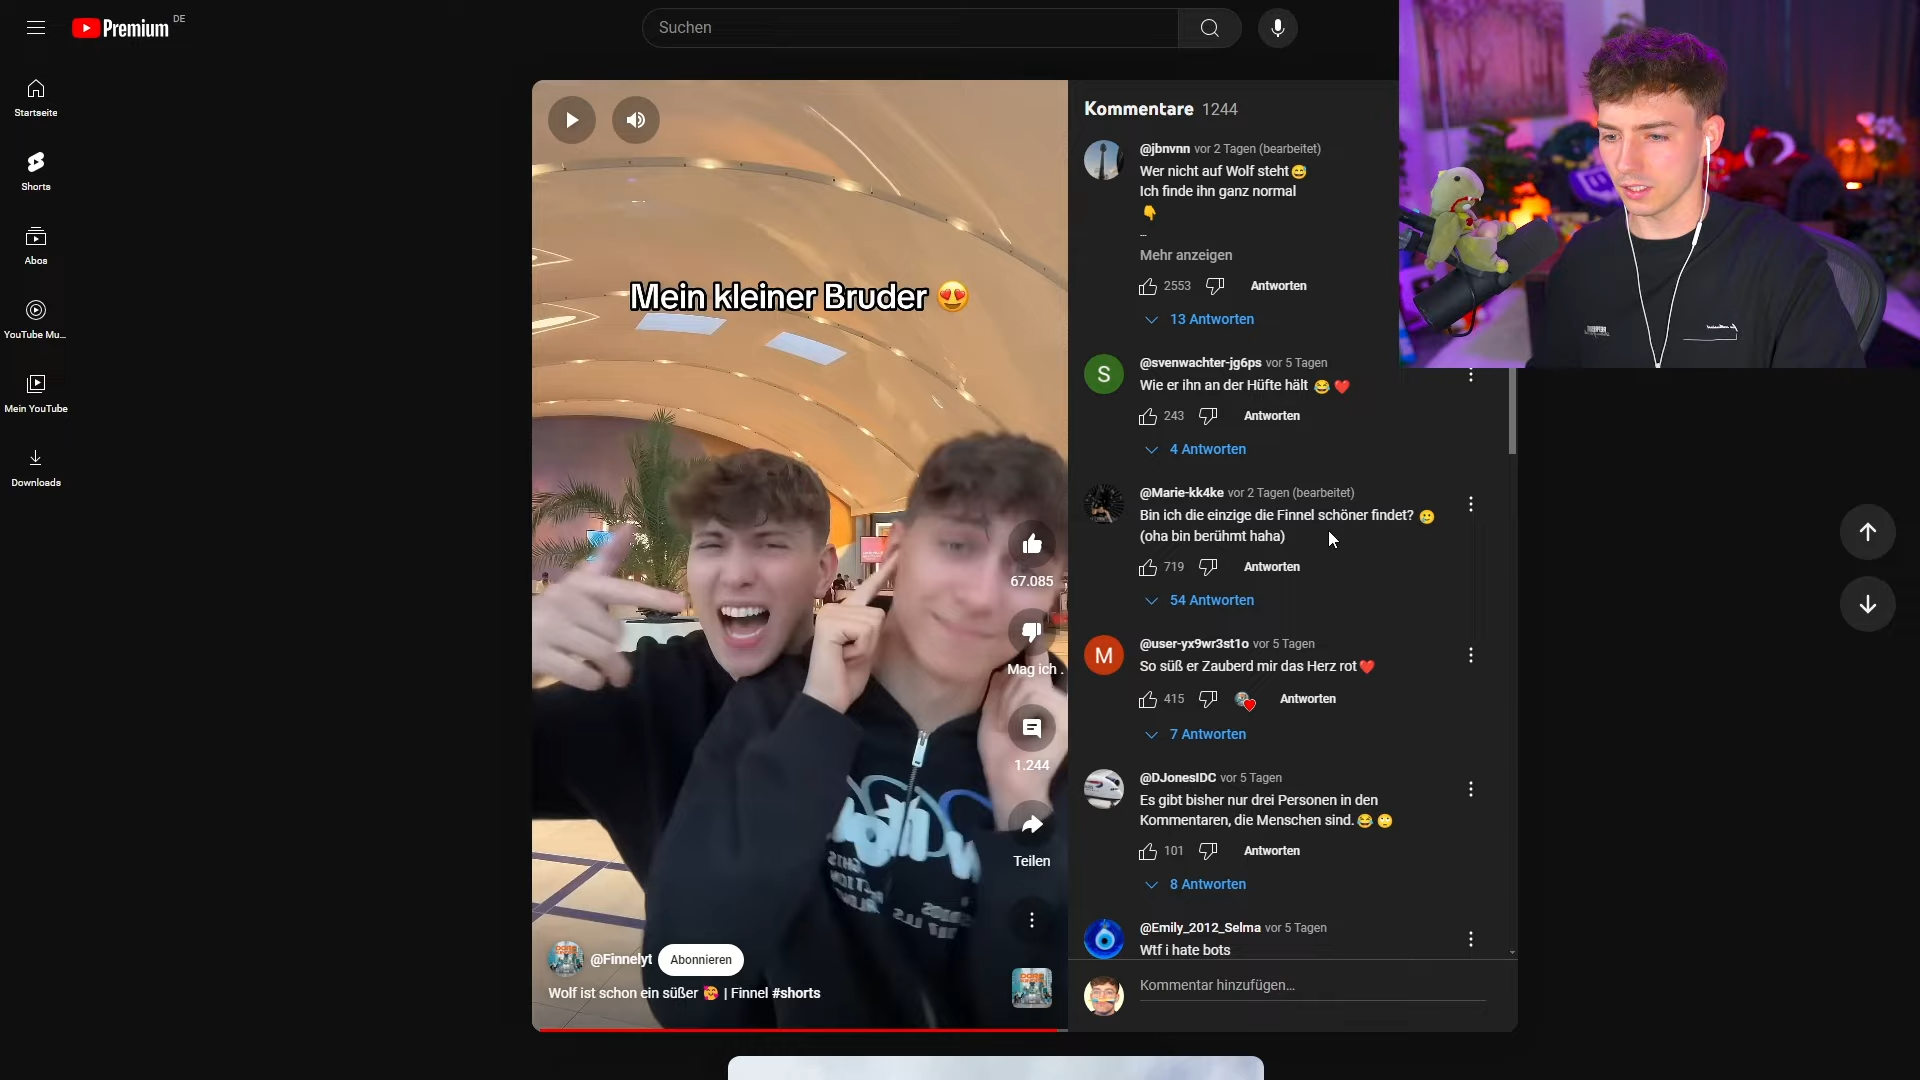 Premium DE
Suchen
Startseite
Shorts
Abos
YouTube Mu...
Mein YouTube
Downloads
Mein kleiner Bruder 😍
67.085
Mag ich .
1.244
Teilen
@Finnelyt
Abonnieren
Wolf ist schon ein süßer 🥰 | Finnel #shorts
Kommentare 1244
@jbnvnn vor 2 Tagen (bearbeitet)
Wer nicht auf Wolf steht😅
Ich finde ihn ganz normal
👇
Mehr anzeigen
2553 Antworten
13 Antworten
S
@svenwachter-jg6ps vor 5 Tagen
Wie er ihn an der Hüfte hält 😂❤️
243 Antworten
4 Antworten
@Marie-kk4ke vor 2 Tagen (bearbeitet)
Bin ich die einzige die Finnel schöner findet? 🥲
(oha bin berühmt haha)
719 Antworten
54 Antworten
M
@user-yx9wr3st1o vor 5 Tagen
So süß er Zauberd mir das Herz rot❤️
415 Antworten
7 Antworten
@DJonesIDC vor 5 Tagen
Es gibt bisher nur drei Personen in den
Kommentaren, die Menschen sind.😂🙄
101 Antworten
8 Antworten
@Emily_2012_Selma vor 5 Tagen
Wtf i hate bots
Kommentar hinzufügen...